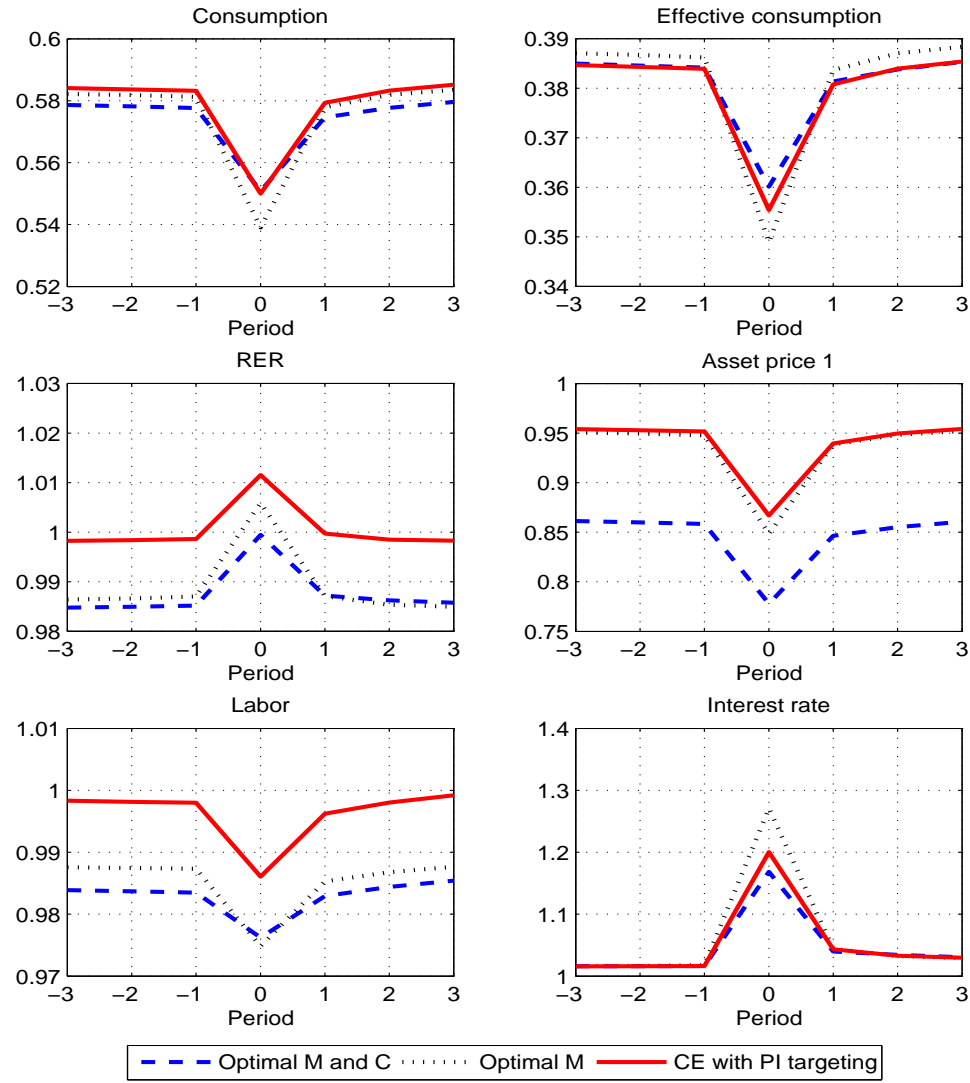 Consumption
0.6
0.58
0.56
0.54
0.52
−3 −2 −1 0 1 2 3
Period
Effective consumption
0.39
0.38
0.37
0.36
0.35
0.34
−3 −2 −1 0 1 2 3
Period
RER
1.03
1.02
1.01
1
0.99
0.98
−3 −2 −1 0 1 2 3
Period
Asset price 1
1
0.95
0.9
0.85
0.8
0.75
−3 −2 −1 0 1 2 3
Period
Labor
1.01
1
0.99
0.98
0.97
−3 −2 −1 0 1 2 3
Period
Interest rate
1.4
1.3
1.2
1.1
1
−3 −2 −1 0 1 2 3
Period
Optimal M and C Optimal M CE with PI targeting